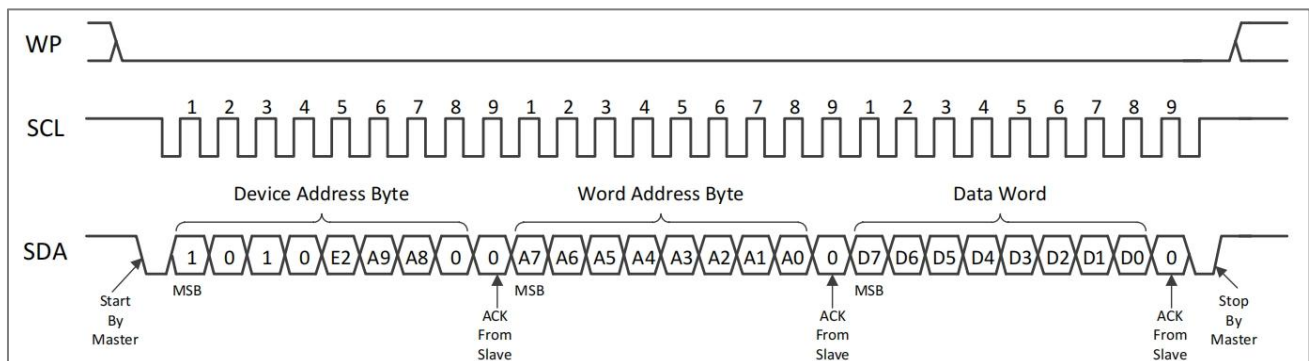 WP
1 2 3 4 5 6 7 8 9 1 2 3 4 5 6 7 8 9 1 2 3 4 5 6 7 8 9
SCL
Device Address Byte Word Address Byte Data Word
SDA 1 0 1 0 E2 A9 A8 0 0 A7 A6 A5 A4 A3 A2 A1 A0 0 D7 D6 D5 D4 D3 D2 D1 D0 0
MSB MSB MSB
Start By Master
ACK From Slave
ACK From Slave
ACK From Slave
Stop By Master